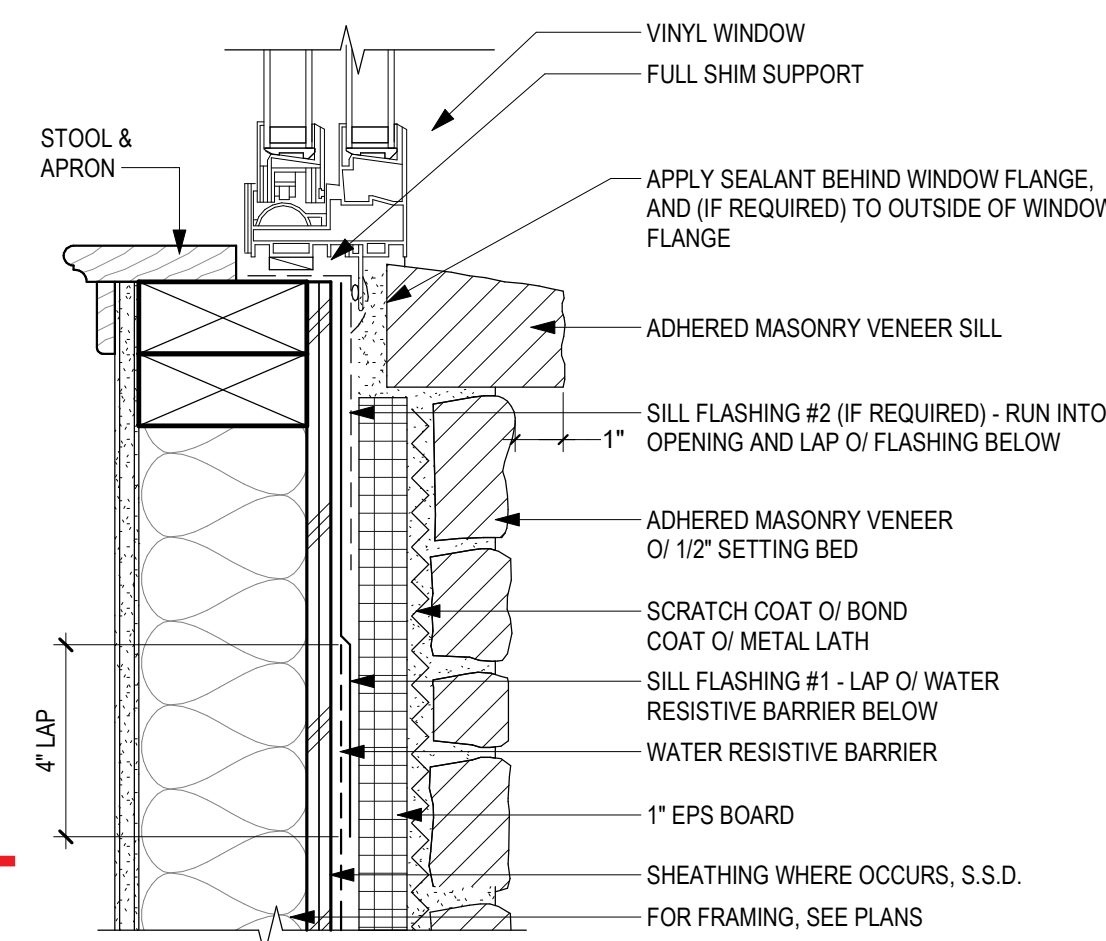 VINYL WINDOW
FULL SHIM SUPPORT
STOOL &
APRON
APPLY SEALANT BEHIND WINDOW FLANGE,
AND (IF REQUIRED) TO OUTSIDE OF WINDOW
FLANGE
ADHERED MASONRY VENEER SILL
SILL FLASHING #2 (IF REQUIRED) - RUN INTO
OPENING AND LAP O/ FLASHING BELOW
1"
ADHERED MASONRY VENEER
O/ 1/2" SETTING BED
SCRATCH COAT O/ BOND
COAT O/ METAL LATH
SILL FLASHING #1 - LAP O/ WATER
RESISTIVE BARRIER BELOW
4" LAP
WATER RESISTIVE BARRIER
1" EPS BOARD
SHEATHING WHERE OCCURS, S.S.D.
FOR FRAMING, SEE PLANS